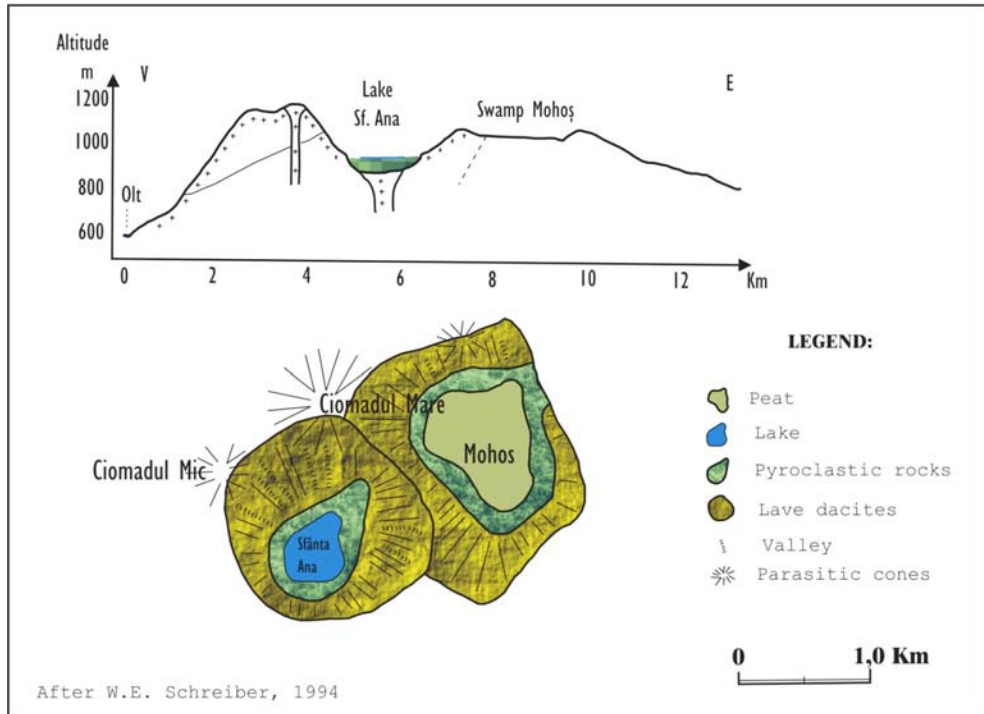 Altitude
m
V
E
1200
1000
800
600
Lake
Sf. Ana
Swamp Mohoş
Olt
0
2
4
6
8
10
12
Km
Ciomadul Mare
Ciomadul Mic
Mohos
Sfânta
Ana
LEGEND:
Peat
Lake
Pyroclastic rocks
Lave dacites
Valley
Parasitic cones
0
1,0 Km
After W.E. Schreiber, 1994